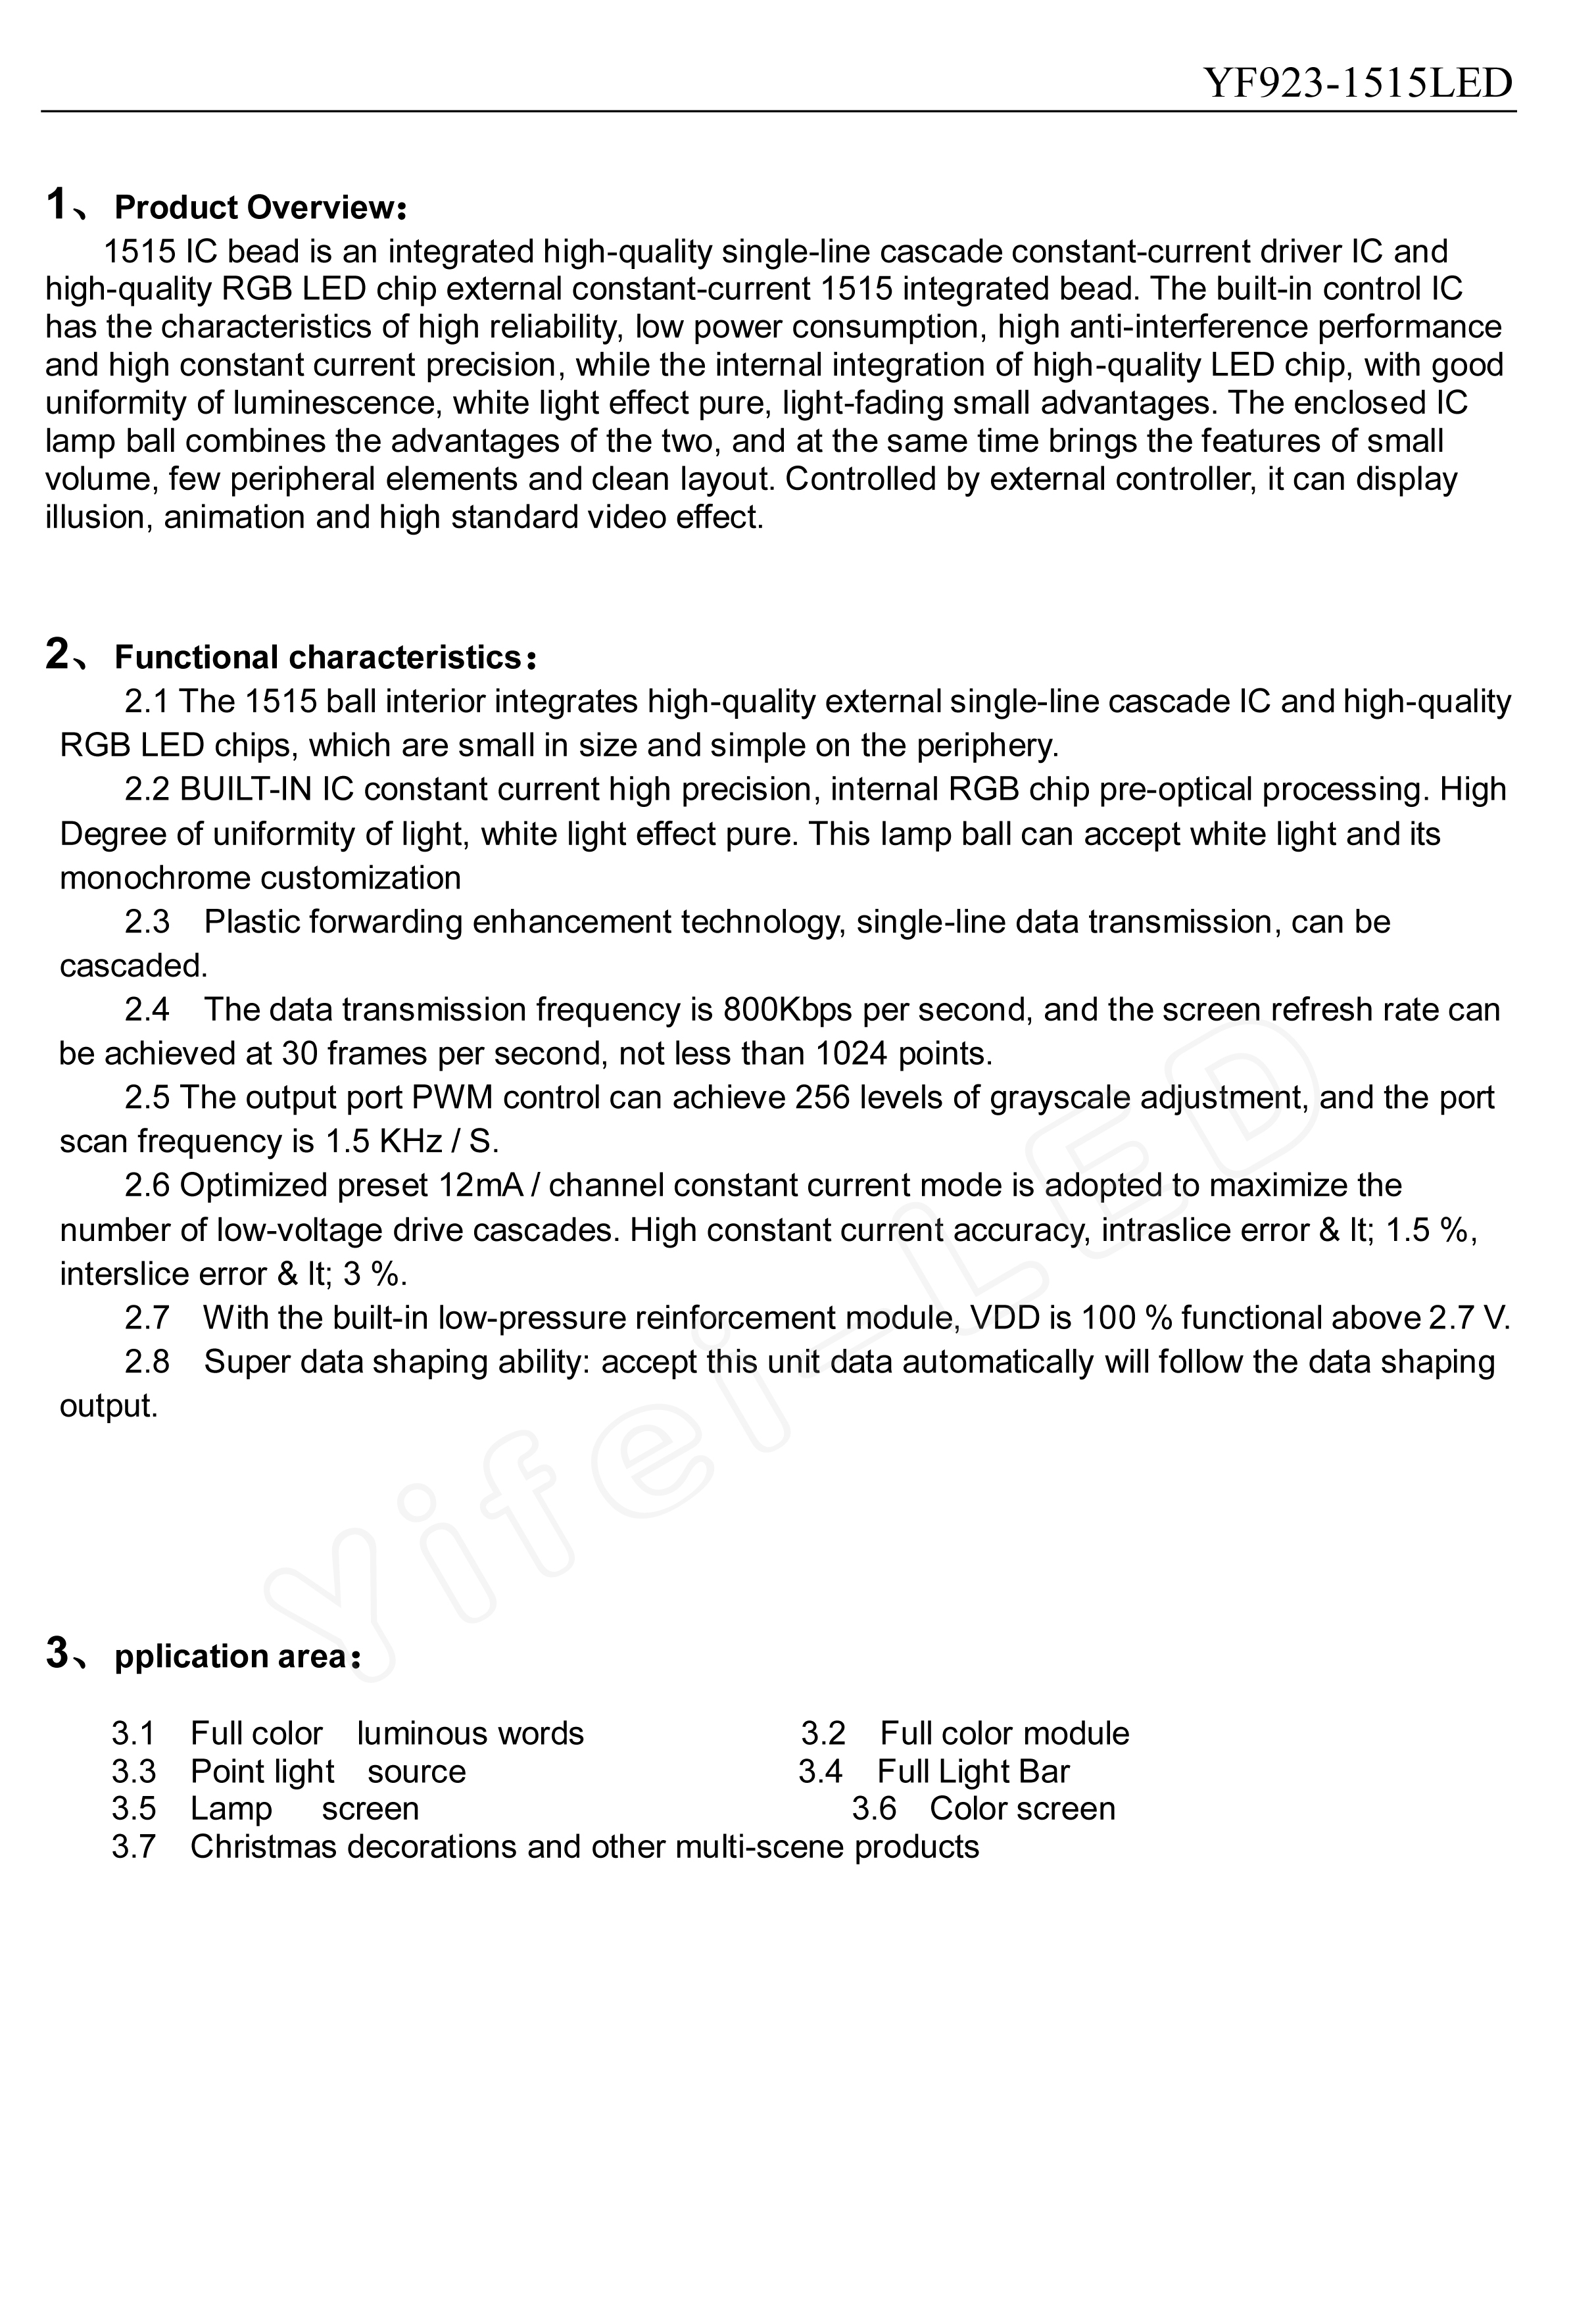 YF923-1515LED
1、 Product Overview：
1515 IC bead is an integrated high-quality single-line cascade constant-current driver IC and
high-quality RGB LED chip external constant-current 1515 integrated bead. The built-in control IC
has the characteristics of high reliability, low power consumption, high anti-interference performance
and high constant current precision, while the internal integration of high-quality LED chip, with good
uniformity of luminescence, white light effect pure, light-fading small advantages. The enclosed IC
lamp ball combines the advantages of the two, and at the same time brings the features of small
volume, few peripheral elements and clean layout. Controlled by external controller, it can display
illusion, animation and high standard video effect.
2、 Functional characteristics：
2.1 The 1515 ball interior integrates high-quality external single-line cascade IC and high-quality
RGB LED chips, which are small in size and simple on the periphery.
2.2 BUILT-IN IC constant current high precision, internal RGB chip pre-optical processing. High
Degree of uniformity of light, white light effect pure. This lamp ball can accept white light and its
monochrome customization
2.3 Plastic forwarding enhancement technology, single-line data transmission, can be
cascaded.
2.4 The data transmission frequency is 800Kbps per second, and the screen refresh rate can
be achieved at 30 frames per second, not less than 1024 points.
2.5 The output port PWM control can achieve 256 levels of grayscale adjustment, and the port
scan frequency is 1.5 KHz / S.
2.6 Optimized preset 12mA / channel constant current mode is adopted to maximize the
number of low-voltage drive cascades. High constant current accuracy, intraslice error & lt; 1.5 %,
interslice error & lt; 3 %.
2.7 With the built-in low-pressure reinforcement module, VDD is 100 % functional above 2.7 V.
2.8 Super data shaping ability: accept this unit data automatically will follow the data shaping
output.
Yifei-LED
3、 pplication area：
3.1 Full color luminous words 3.2 Full color module
3.3 Point light source 3.4 Full Light Bar
3.5 Lamp screen 3.6 Color screen
3.7 Christmas decorations and other multi-scene products